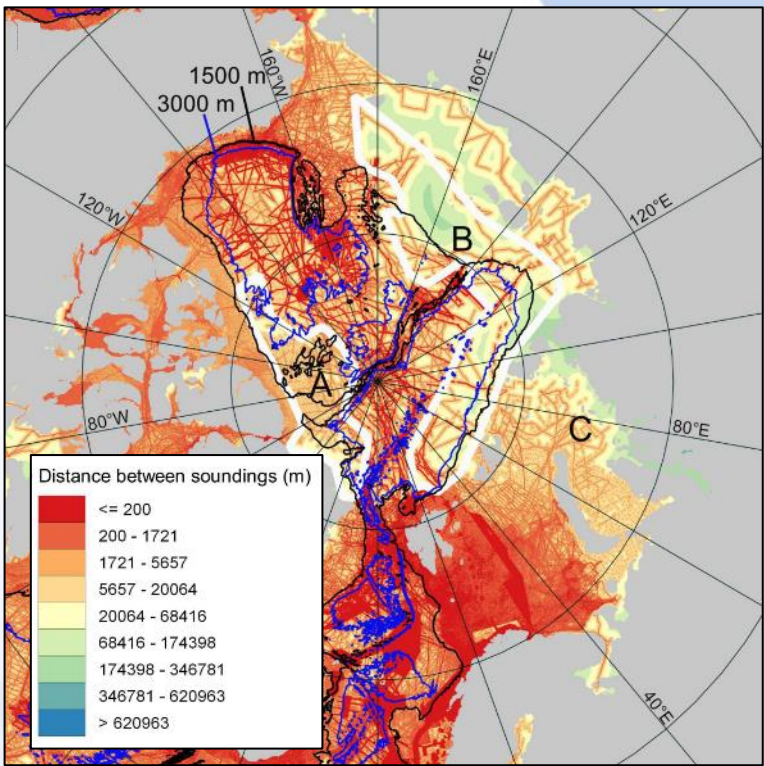 160°W
160°E
1500 m
3000 m
120°W
120°E
B
A
80°W
80°E
C
40°E
Distance between soundings (m)
<= 200
200 - 1721
1721 - 5657
5657 - 20064
20064 - 68416
68416 - 174398
174398 - 346781
346781 - 620963
> 620963